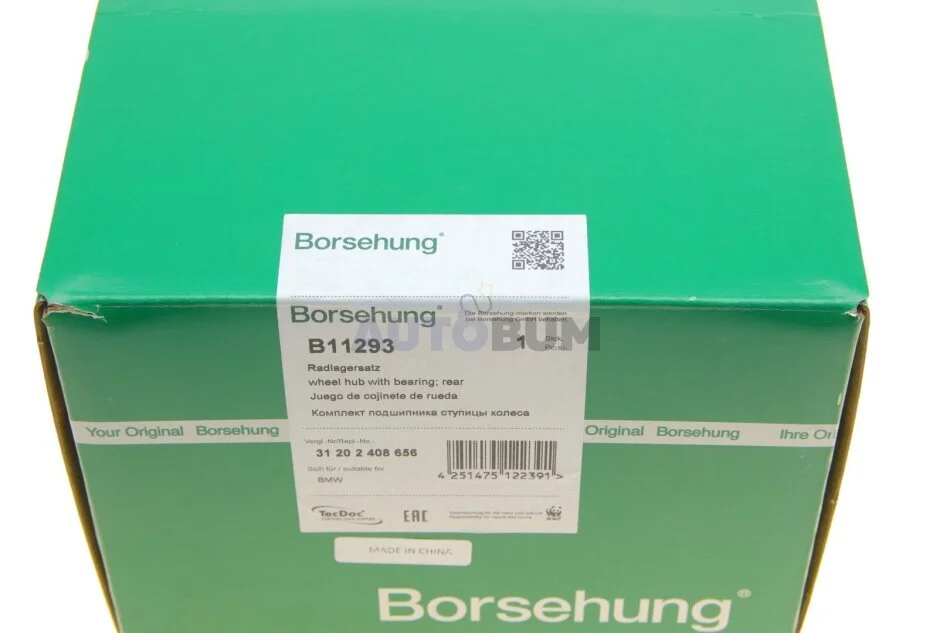 Borsehung®
Borsehung®
Die Borsehung-marken werden
bei Borsehung GmbH behalten
AUTOBUM
B11293
1 Stck.
Radlagersatz
wheel hub with bearing; rear
Juego de cojinete de rueda
Комплект подшипника ступицы колеса
Your Original Borsehung
Original Borsehung
Ihre Ori
Vergl.-Nr/Repl.-No.:
31 20 2 408 656
Sich für / suitable for
BMW
4 251475 122391 >
TecDoc
EAC
WWF
MADE IN CHINA
Borsehung®